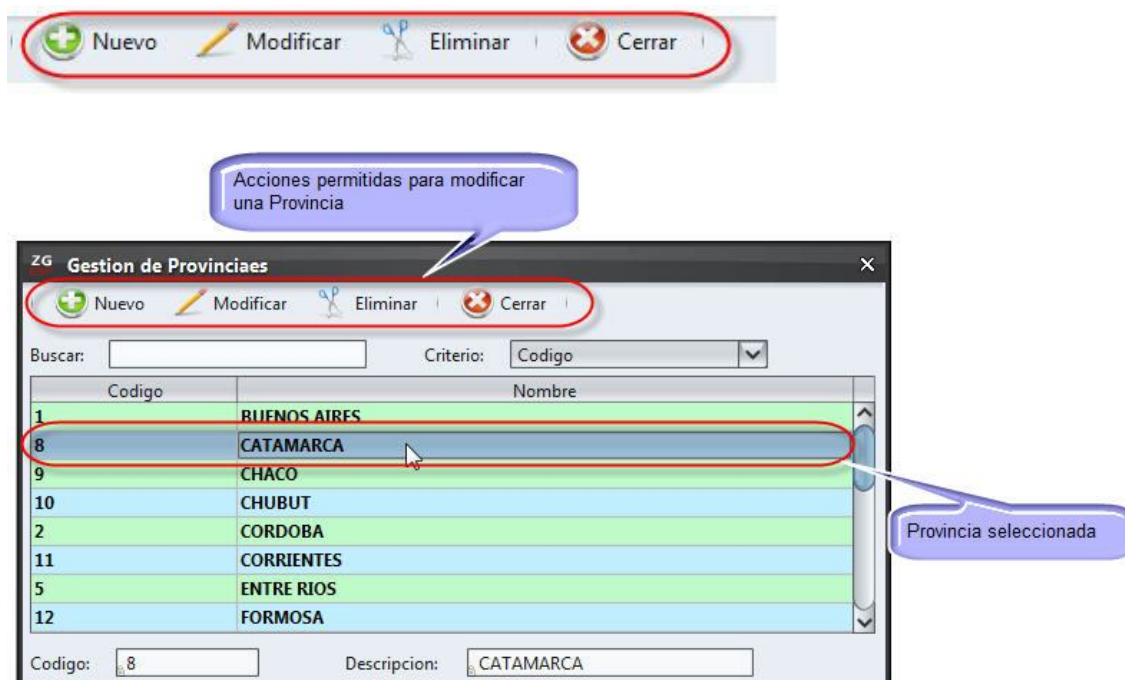 Nuevo Modificar Eliminar Cerrar
Acciones permitidas para modificar
una Provincia
ZG Gestion de Provinciaes
Nuevo Modificar Eliminar Cerrar
Buscar: Criterio: Codigo
Codigo Nombre
1 BUENOS AIRES
8 CATAMARCA
9 CHACO
10 CHUBUT
2 CORDOBA
11 CORRIENTES
5 ENTRE RIOS
12 FORMOSA
Provincia seleccionada
Codigo: 8 Descripcion: CATAMARCA